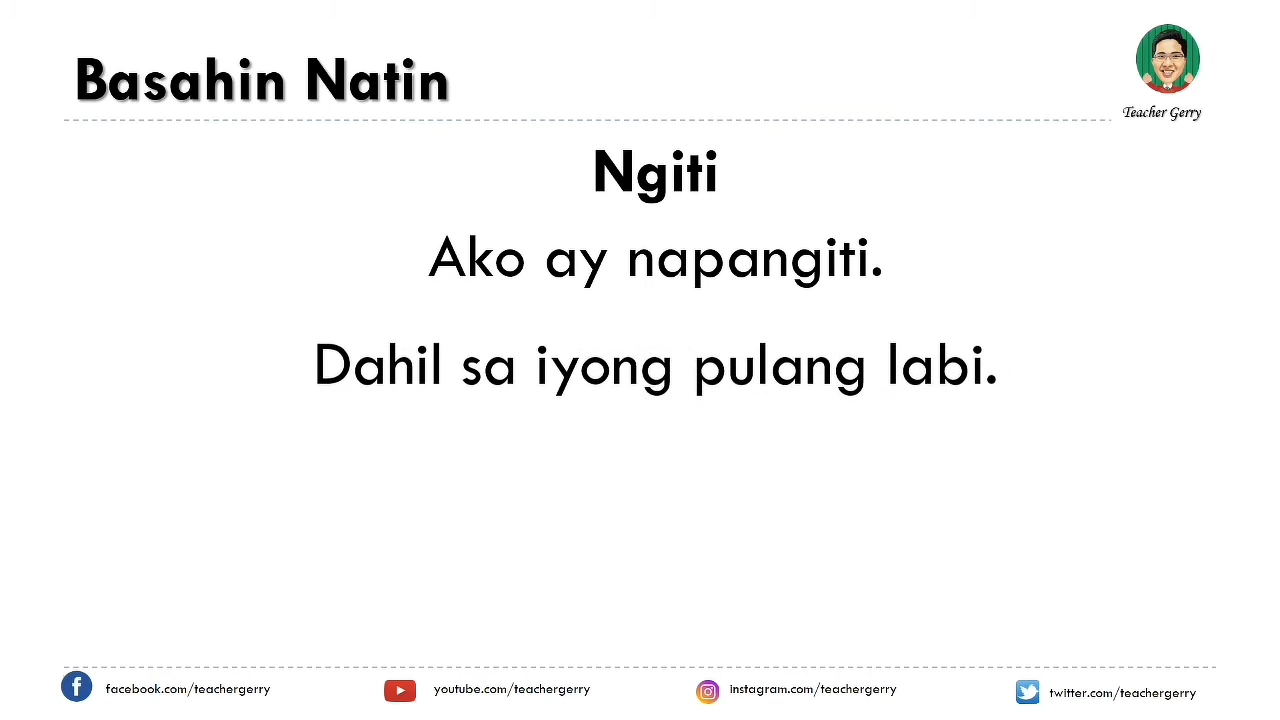 Basahin Natin
Teacher Gerry
Ngiti
Ako ay napangiti.
Dahil sa iyong pulang labi.
facebook.com/teachergerry
youtube.com/teachergerry
instagram.com/teachergerry
twitter.com/teachergerry